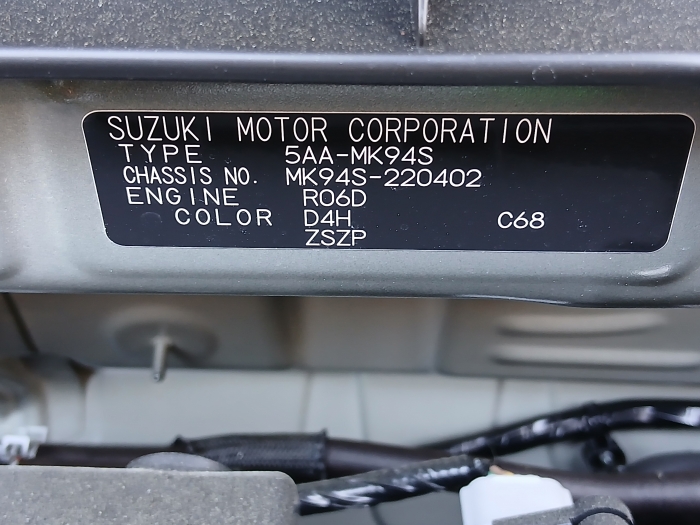 SUZUKI MOTOR CORPORATION
TYPE 5AA-MK94S
CHASSIS NO. MK94S-220402
ENGINE R06D
COLOR D4H C68
ZSZP